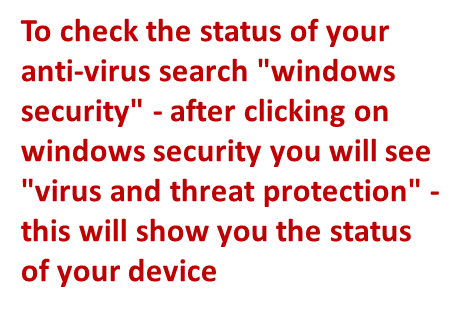 To check the status of your
anti-virus search "windows
security" - after clicking on
windows security you will see
"virus and threat protection" -
this will show you the status
of your device